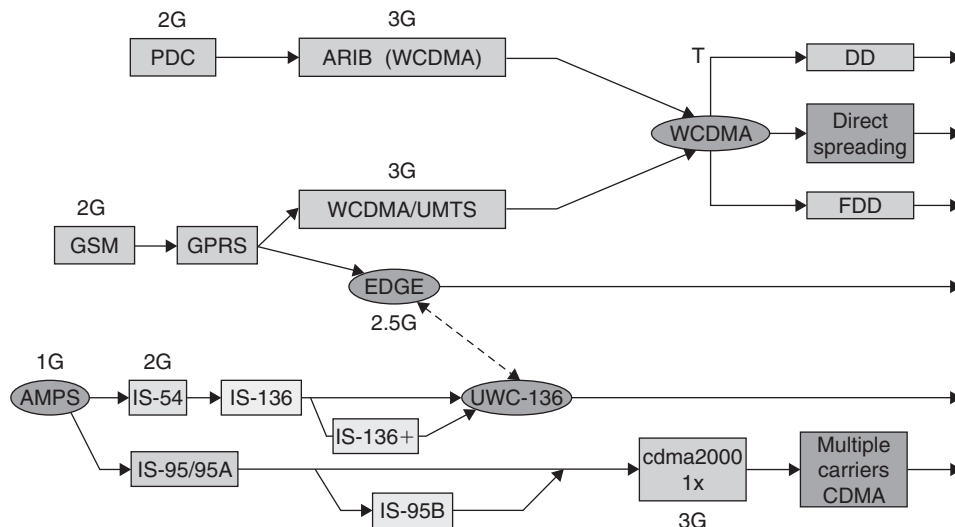 2G
3G
PDC
ARIB (WCDMA)
T
DD
WCDMA
Direct
spreading
3G
2G
WCDMA/UMTS
FDD
GSM
GPRS
EDGE
2.5G
1G
2G
AMPS
IS-54
IS-136
UWC-136
IS-136+
IS-95/95A
cdma2000
1x
Multiple
carriers
CDMA
IS-95B
3G